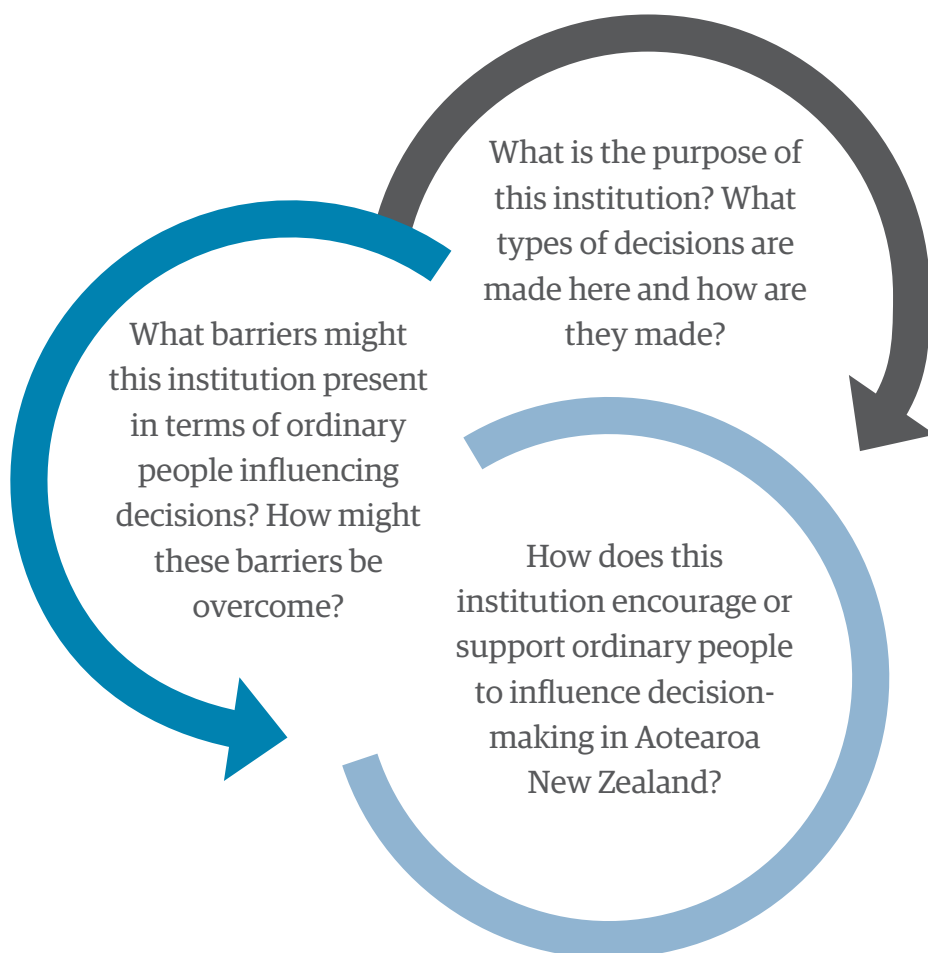 What is the purpose of
this institution? What
types of decisions are
made here and how are
they made?
What barriers might
this institution present
in terms of ordinary
people influencing
decisions? How might
these barriers be
overcome?
How does this
institution encourage or
support ordinary people
to influence decision-
making in Aotearoa
New Zealand?